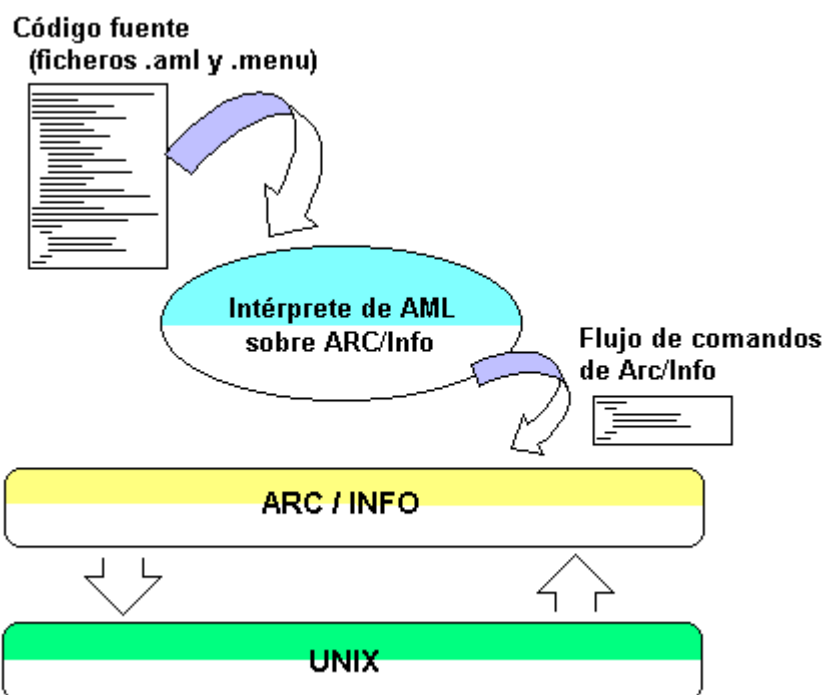 Código fuente
(ficheros .aml y .menu)
Intérprete de AML
sobre ARC/Info
Flujo de comandos
de Arc/Info
ARC / INFO
UNIX